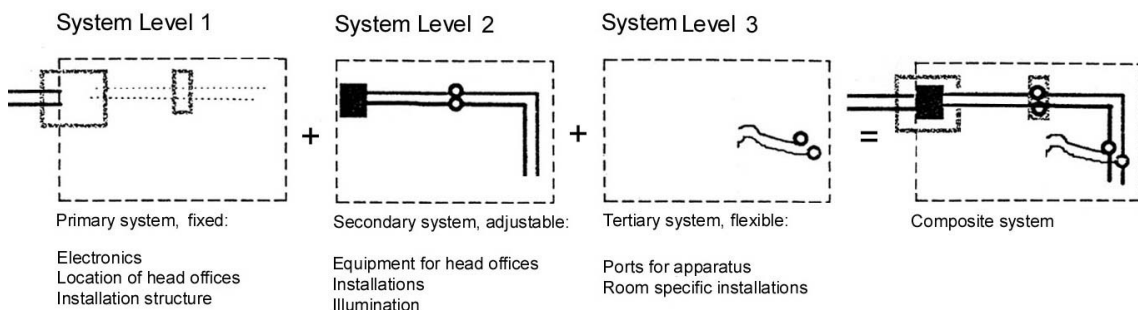 System Level 1
System Level 2
System Level 3
+
+
=
Primary system, fixed:
Electronics
Location of head offices
Installation structure
Secondary system, adjustable:
Equipment for head offices
Installations
Illumination
Tertiary system, flexible:
Ports for apparatus
Room specific installations
Composite system